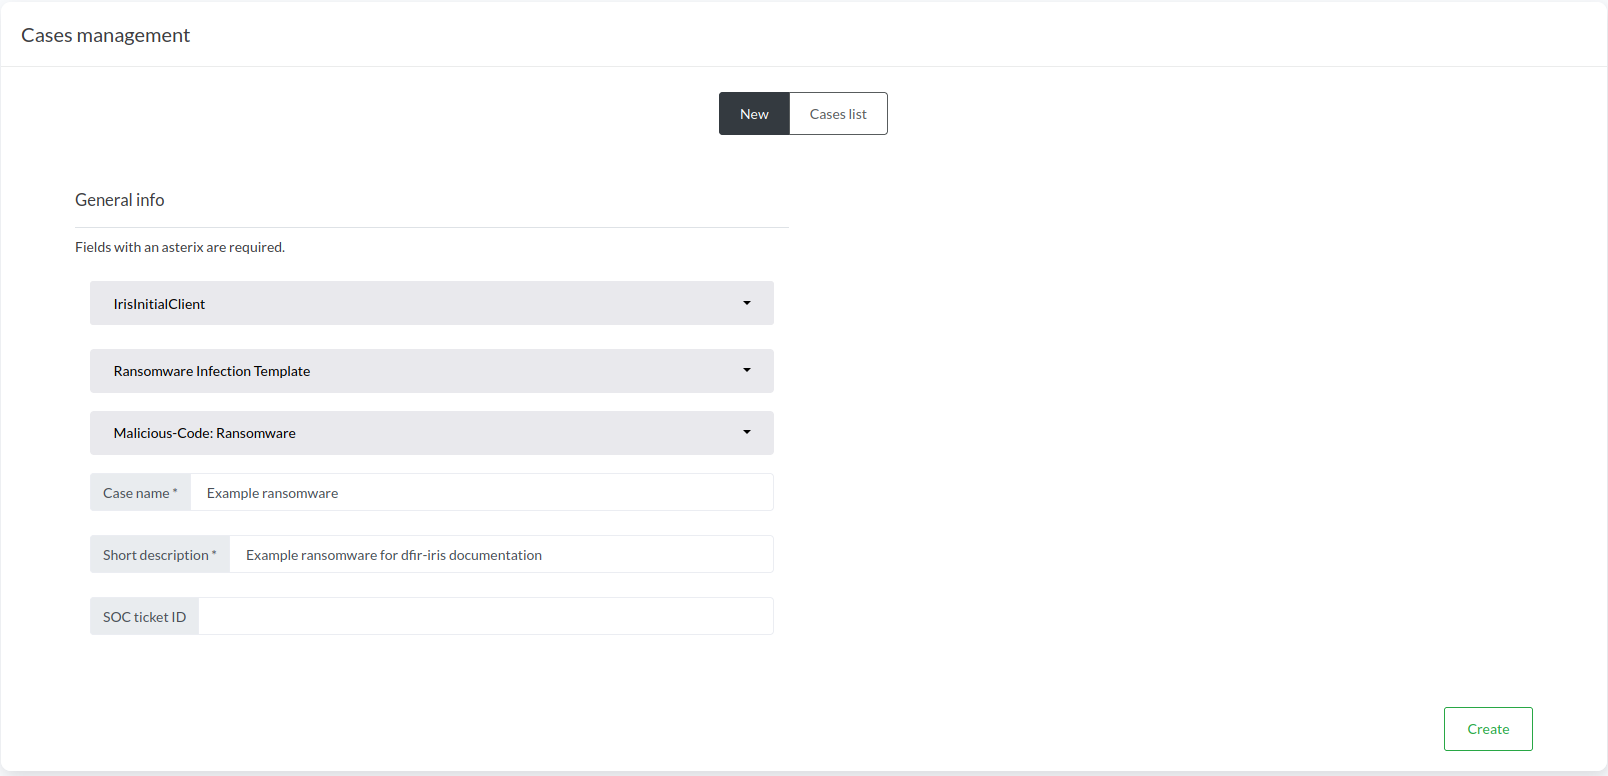 Cases management
New Cases list
General info
Fields with an asterix are required.
IrisInitialClient
Ransomware Infection Template
Malicious-Code: Ransomware
Case name * Example ransomware
Short description * Example ransomware for dfir-iris documentation
SOC ticket ID
Create